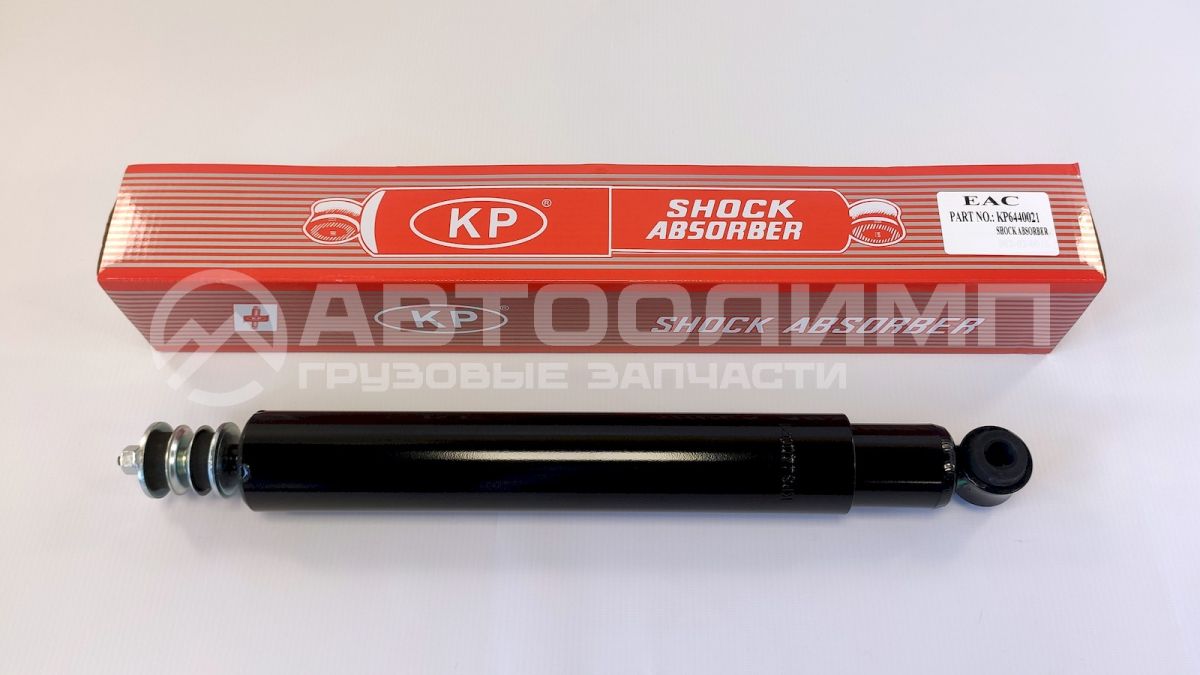 KP®
SHOCK
ABSORBER
EAC
PART NO.: KP6440021
SHOCK ABSORBER
KP®
SHOCK ABSORBER
АВТООЛИМП
ГРУЗОВЫЕ ЗАПЧАСТИ